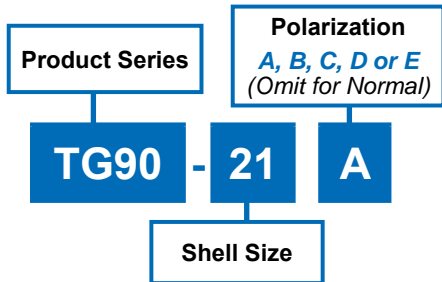 Polarization
A, B, C, D or E
(Omit for Normal)
Product Series
TG90 - 21 A
Shell Size